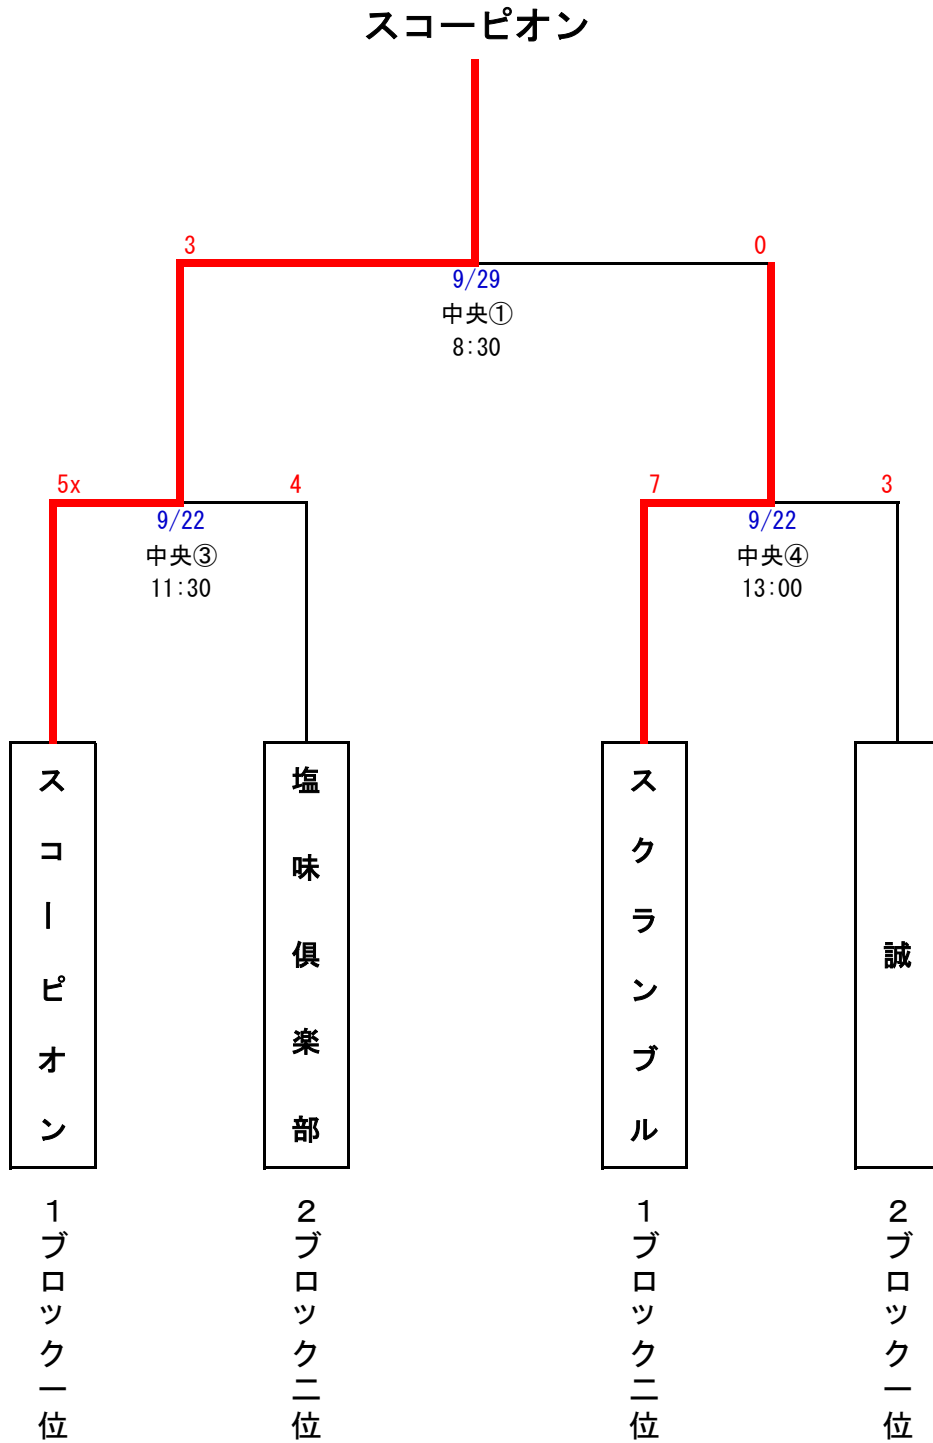 スコーピオン
3
0
9/29
中央①
8:30
5x
4
7
3
9/22
中央③
11:30
9/22
中央④
13:00
スコーピオン
塩味倶楽部
スクランブル
誠
1ブロック一位
2ブロック二位
1ブロック二位
2ブロック一位